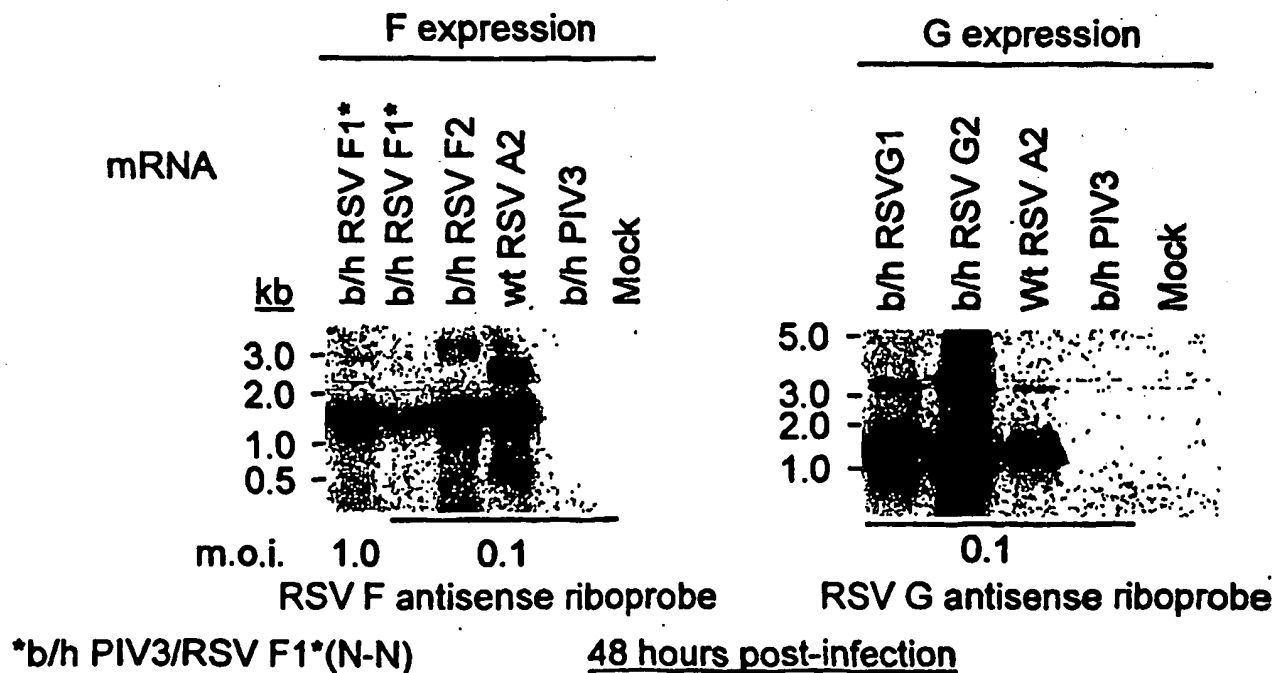 F expression
G expression
mRNA
b/h RSV F1*
b/h RSV F1*
b/h RSV F2
wt RSV A2
b/h PIV3
Mock
b/h RSVG1
b/h RSV G2
Wt RSV A2
b/h PIV3
Mock
kb
3.0
2.0
1.0
0.5
5.0
3.0
2.0
1.0
m.o.i. 1.0 0.1
0.1
RSV F antisense riboprobe
RSV G antisense riboprobe
*b/h PIV3/RSV F1*(N-N)
48 hours post-infection